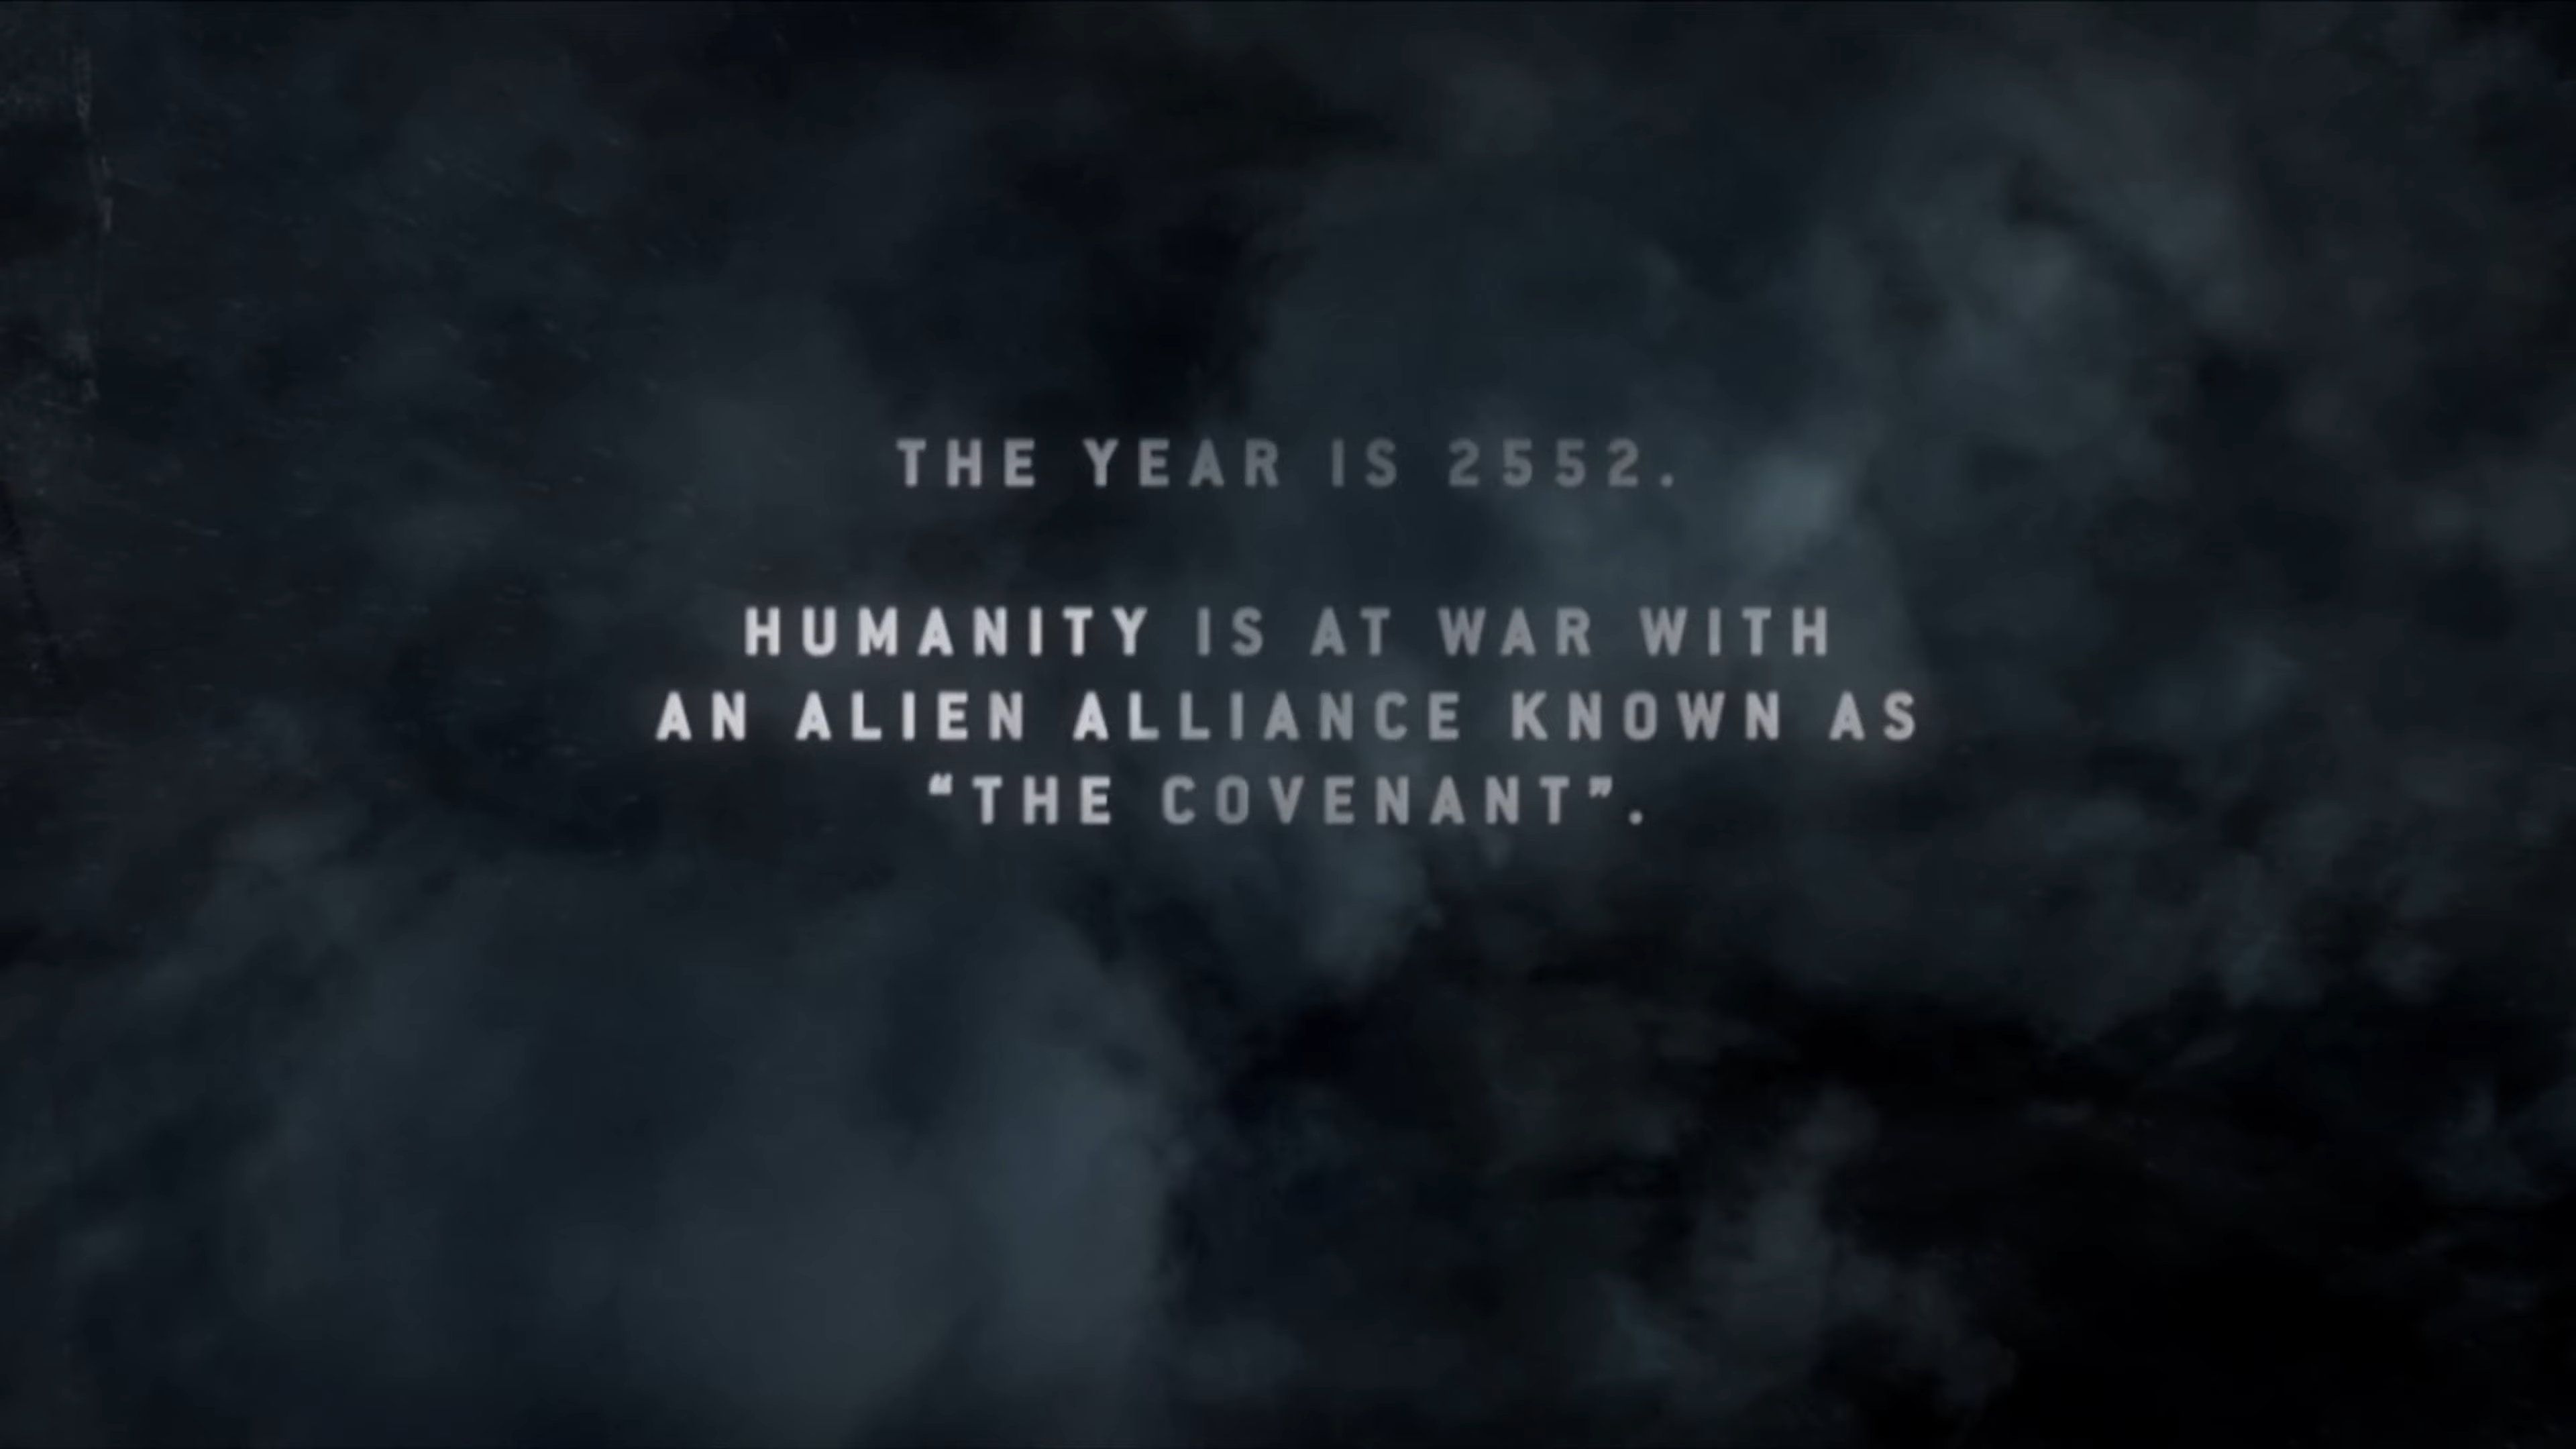 THE YEAR IS 2552.
HUMANITY IS AT WAR WITH
AN ALIEN ALLIANCE KNOWN AS
“THE COVENANT”.